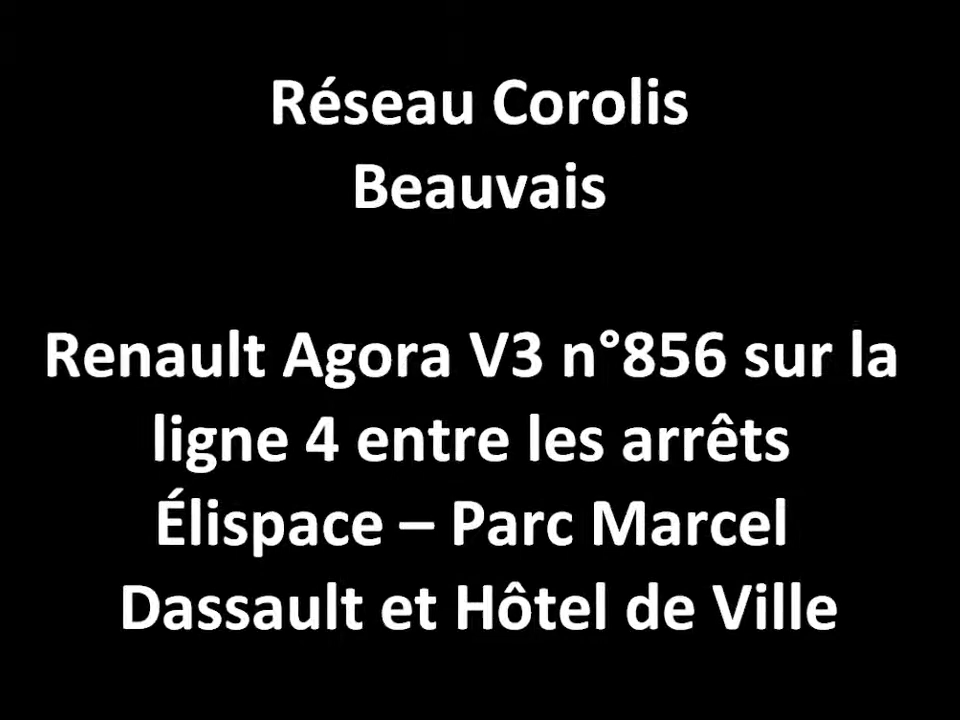 Réseau Corolis
Beauvais
Renault Agora V3 n°856 sur la
ligne 4 entre les arrêts
Élispace – Parc Marcel
Dassault et Hôtel de Ville